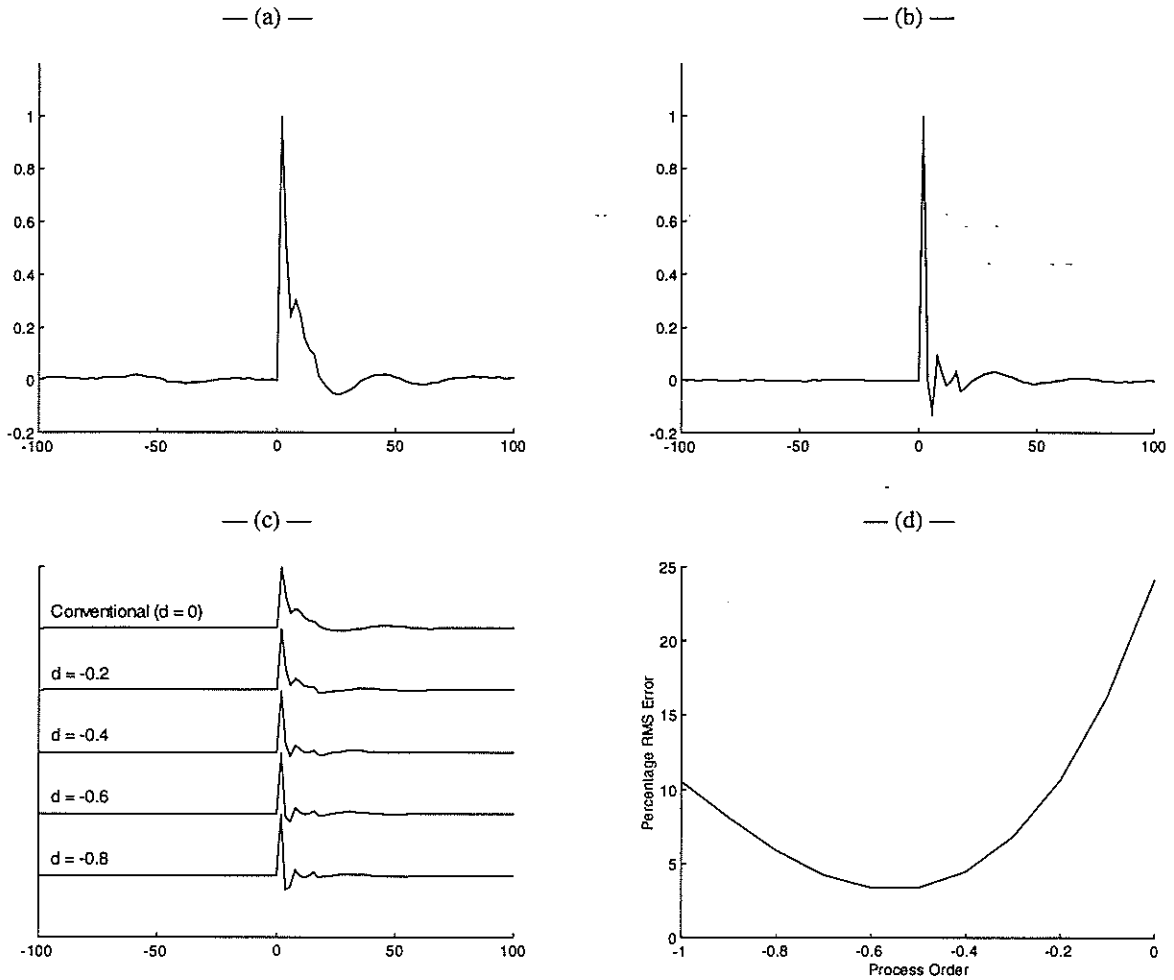 — (a) —
1
0.8
0.6
0.4
0.2
0
-0.2
-100 -50 0 50 100
— (b) —
1
0.8
0.6
0.4
0.2
0
-0.2
-100 -50 0 50 100
— (c) —
Conventional (d = 0)
d = -0.2
d = -0.4
d = -0.6
d = -0.8
-100 -50 0 50 100
— (d) —
25
20
15
10
5
0
Percentage RMS Error
-1 -0.8 -0.6 -0.4 -0.2 0
Process Order